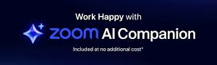 Work Happy with
zoom AI Companion
Included at no additional cost*